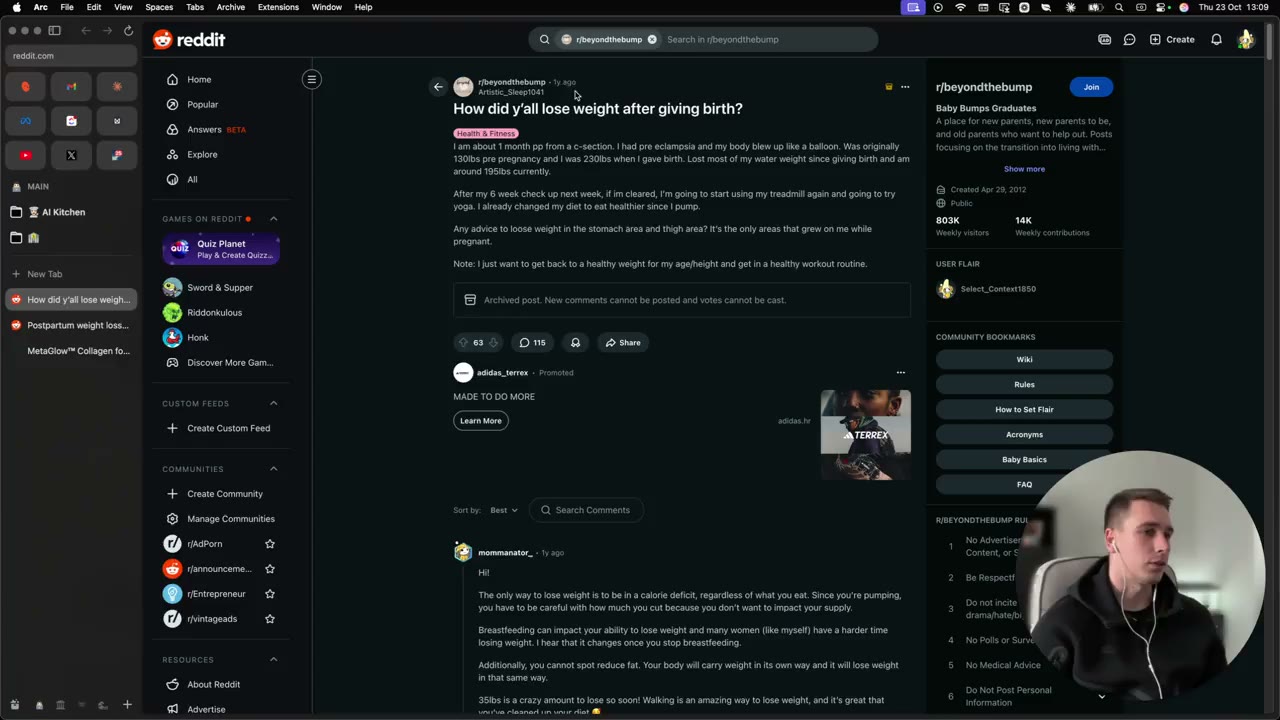 Arc File Edit View Spaces Tabs Archive Extensions Window Help
Thu 23 Oct 13:09
reddit.com
MAIN
AI Kitchen
New Tab
How did y'all lose weigh...
Postpartum weight loss...
MetaGlow™ Collagen fo...
reddit
r/beyondthebump
Search in r/beyondthebump
Create
Home
Popular
Answers BETA
Explore
All
GAMES ON REDDIT
QUIZ
Quiz Planet
Play & Create Quizz...
Sword & Supper
Riddonkulous
Honk
Discover More Gam...
CUSTOM FEEDS
Create Custom Feed
COMMUNITIES
Create Community
Manage Communities
r/AdPorn
r/announceme...
r/Entrepreneur
r/vintageads
RESOURCES
About Reddit
Advertise
r/beyondthebump • 1y ago
Artistic_Sleep1041
How did y'all lose weight after giving birth?
Health & Fitness
I am about 1 month pp from a c-section. I had pre eclampsia and my body blew up like a balloon. Was originally
130lbs pre pregnancy and I was 230lbs when I gave birth. Lost most of my water weight since giving birth and am
around 195lbs currently.
After my 6 week check up next week, if im cleared, I'm going to start using my treadmill again and going to try
yoga. I already changed my diet to eat healthier since I pump.
Any advice to loose weight in the stomach area and thigh area? It's the only areas that grew on me while
pregnant.
Note: I just want to get back to a healthy weight for my age/height and get in a healthy workout routine.
Archived post. New comments cannot be posted and votes cannot be cast.
63
115
Share
adidas_terrex • Promoted
MADE TO DO MORE
Learn More
adidas.hr
TERREX
Sort by: Best
Search Comments
mommanator_ • 1y ago
Hi!
The only way to lose weight is to be in a calorie deficit, regardless of what you eat. Since you're pumping,
you have to be careful with how much you cut because you don't want to impact your supply.
Breastfeeding can impact your ability to lose weight and many women (like myself) have a harder time
losing weight. I hear that it changes once you stop breastfeeding.
Additionally, you cannot spot reduce fat. Your body will carry weight in its own way and it will lose weight
in that same way.
35lbs is a crazy amount to lose so soon! Walking is an amazing way to lose weight, and it's great that
you've cleaned up your diet 🥰
r/beyondthebump
Join
Baby Bumps Graduates
A place for new parents, new parents to be,
and old parents who want to help out. Posts
focusing on the transition into living with...
Show more
Created Apr 29, 2012
Public
803K
14K
Weekly visitors
Weekly contributions
USER FLAIR
Select_Context1850
COMMUNITY BOOKMARKS
Wiki
Rules
How to Set Flair
Acronyms
Baby Basics
FAQ
R/BEYONDTHEBUMP RU
1 No Advertise
Content, or S
2 Be Respectf
3 Do not incite
drama/hate/bi
4 No Polls or Surve
5 No Medical Advice
6 Do Not Post Personal
Information